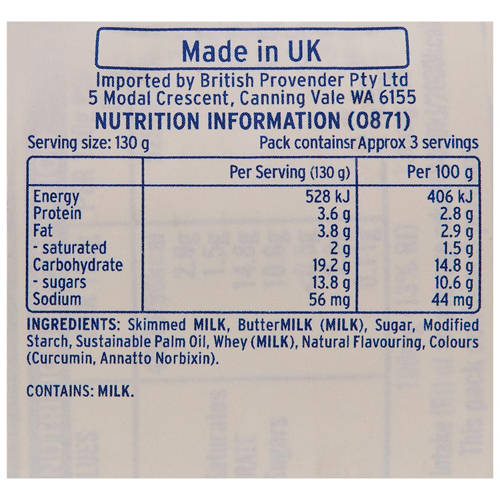 Made in UK
Imported by British Provender Pty Ltd
5 Modal Crescent, Canning Vale WA 6155
NUTRITION INFORMATION (0871)
Serving size: 130 g Pack contains Approx 3 servings
Per Serving (130 g) Per 100 g
Energy 528 kJ 406 kJ
Protein 3.6 g 2.8 g
Fat 3.8 g 2.9 g
- saturated 2 g 1.5 g
Carbohydrate 19.2 g 14.8 g
- sugars 13.8 g 10.6 g
Sodium 56 mg 44 mg
INGREDIENTS: Skimmed MILK, ButterMILK (MILK), Sugar, Modified
Starch, Sustainable Palm Oil, Whey (MILK), Natural Flavouring, Colours
(Curcumin, Annatto Norbixin).
CONTAINS: MILK.